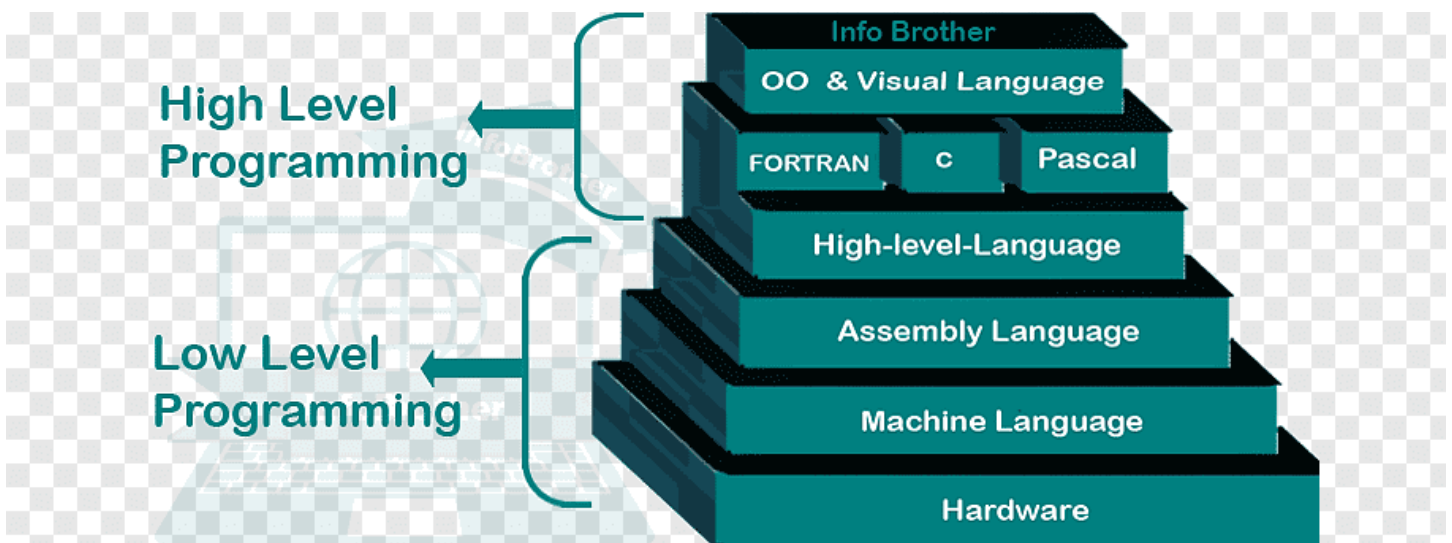 Info Brother
OO & Visual Language
High Level
Programming
FORTRAN
C
Pascal
InfoBrother
High-level-Language
Assembly Language
Low Level
Programming
Machine Language
Hardware